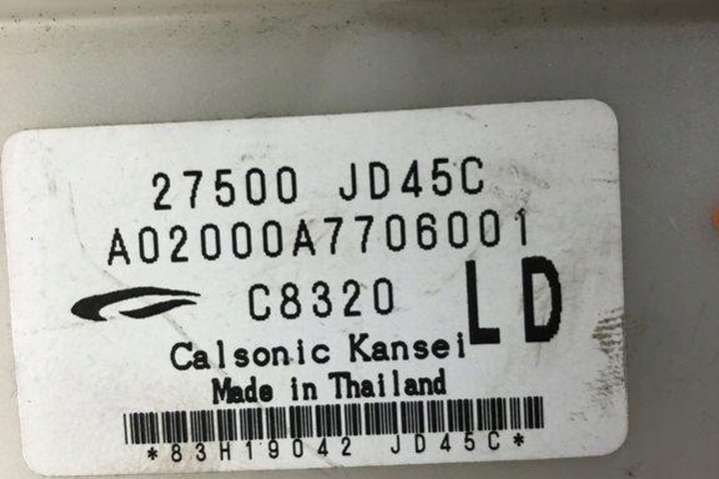 27500 JD45C
A02000A7706001
C8320 LD
Calsonic Kansei
Made in Thailand
*83H19042 JD45C*